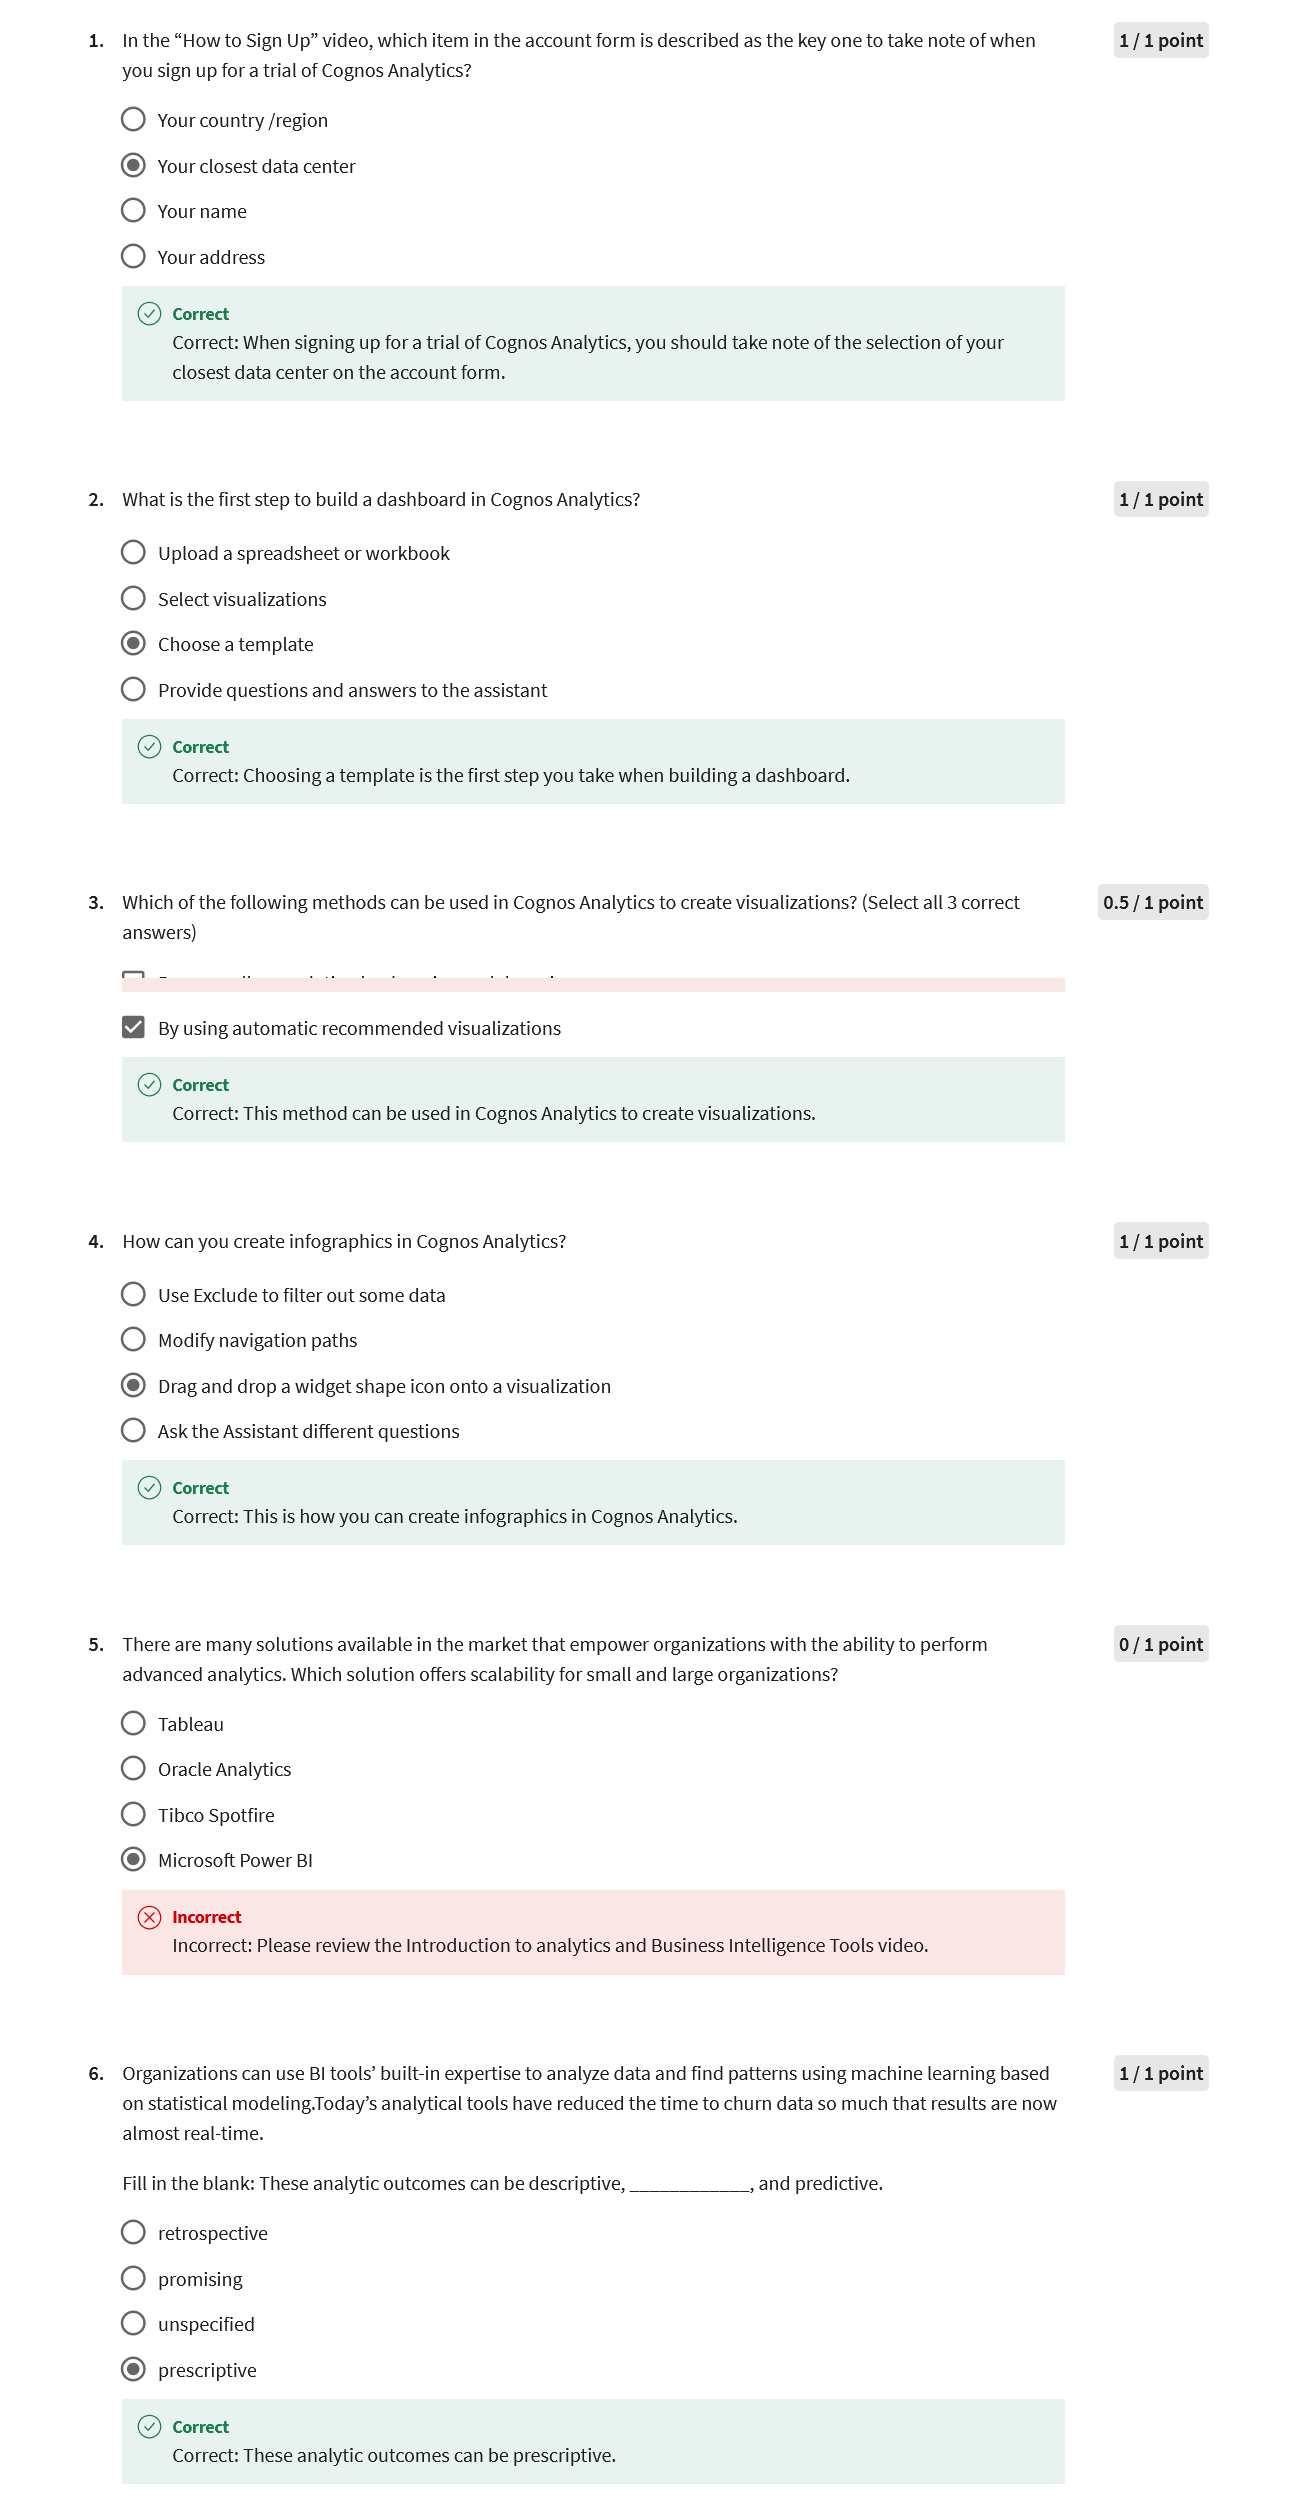 1. In the “How to Sign Up” video, which item in the account form is described as the key one to take note of when
you sign up for a trial of Cognos Analytics?
1 / 1 point
Your country /region
Your closest data center
Your name
Your address
Correct
Correct: When signing up for a trial of Cognos Analytics, you should take note of the selection of your
closest data center on the account form.
2. What is the first step to build a dashboard in Cognos Analytics?
1 / 1 point
Upload a spreadsheet or workbook
Select visualizations
Choose a template
Provide questions and answers to the assistant
Correct
Correct: Choosing a template is the first step you take when building a dashboard.
3. Which of the following methods can be used in Cognos Analytics to create visualizations? (Select all 3 correct
answers)
0.5 / 1 point
By using automatic recommended visualizations
Correct
Correct: This method can be used in Cognos Analytics to create visualizations.
4. How can you create infographics in Cognos Analytics?
1 / 1 point
Use Exclude to filter out some data
Modify navigation paths
Drag and drop a widget shape icon onto a visualization
Ask the Assistant different questions
Correct
Correct: This is how you can create infographics in Cognos Analytics.
5. There are many solutions available in the market that empower organizations with the ability to perform
advanced analytics. Which solution offers scalability for small and large organizations?
0 / 1 point
Tableau
Oracle Analytics
Tibco Spotfire
Microsoft Power BI
Incorrect
Incorrect: Please review the Introduction to analytics and Business Intelligence Tools video.
6. Organizations can use BI tools’ built-in expertise to analyze data and find patterns using machine learning based
on statistical modeling.Today’s analytical tools have reduced the time to churn data so much that results are now
almost real-time.
1 / 1 point
Fill in the blank: These analytic outcomes can be descriptive, ____________, and predictive.
retrospective
promising
unspecified
prescriptive
Correct
Correct: These analytic outcomes can be prescriptive.